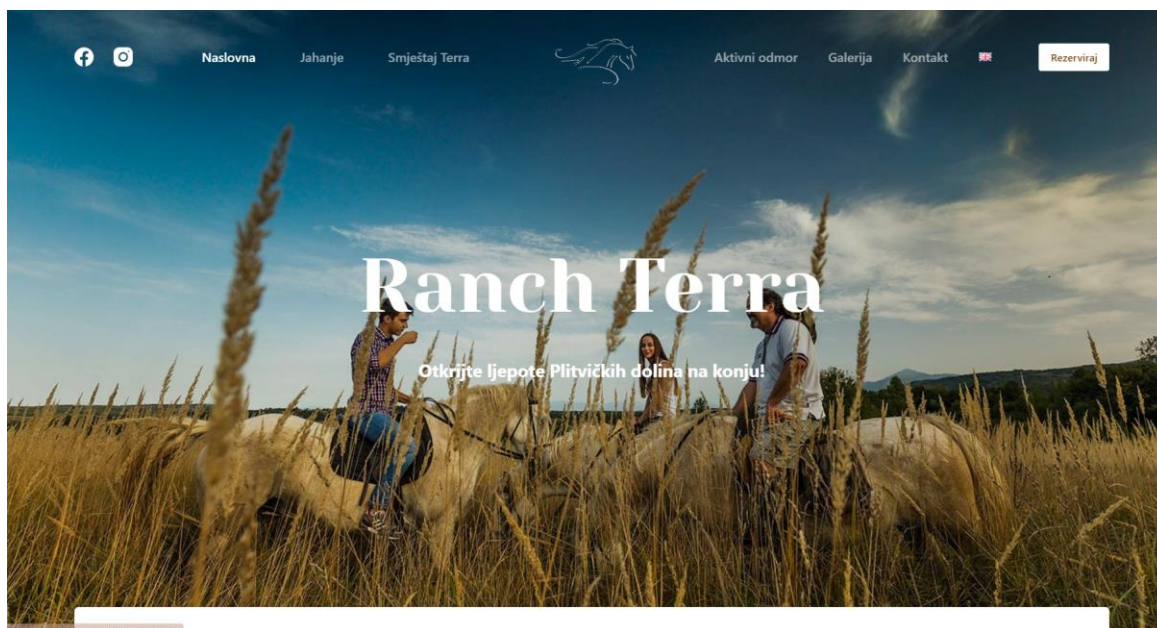 Naslovna
Jahanje
Smještaj Terra
Aktivni odmor
Galerija
Kontakt
Rezerviraj
Ranch Terra
Otkrijte ljepote Plitvičkih dolina na konju!